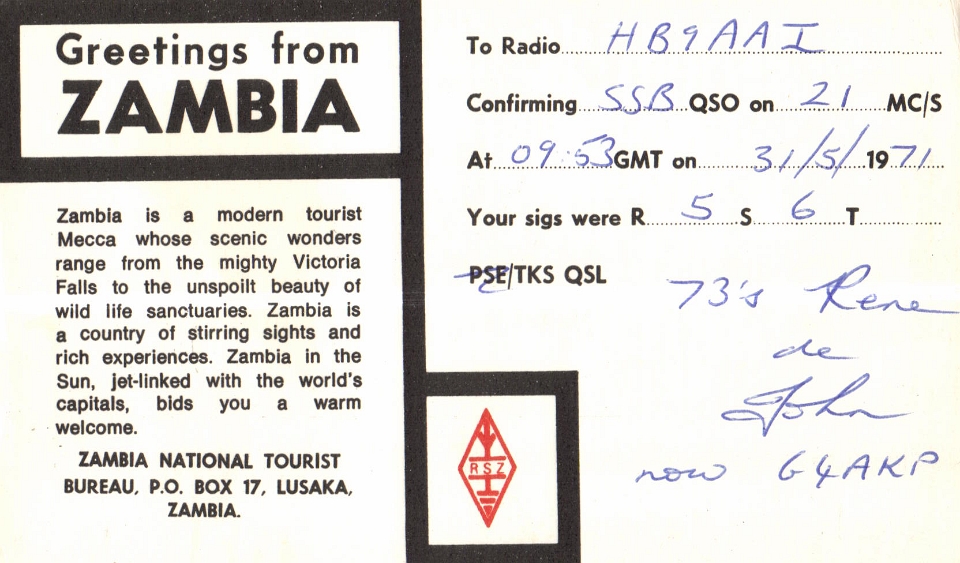 Greetings from
ZAMBIA
Zambia is a modern tourist
Mecca whose scenic wonders
range from the mighty Victoria
Falls to the unspoilt beauty of
wild life sanctuaries. Zambia is
a country of stirring sights and
rich experiences. Zambia in the
Sun, jet-linked with the world's
capitals, bids you a warm
welcome.
ZAMBIA NATIONAL TOURIST
BUREAU, P.O. BOX 17, LUSAKA,
ZAMBIA.
To Radio HB9AAI
Confirming SSB QSO on 21 MC/S
At 09:53 GMT on 31/5/ 1971
Your sigs were R 5 S 6 T
PSE/TKS QSL
73's Rene
de
John
now G4AKP
RSZ